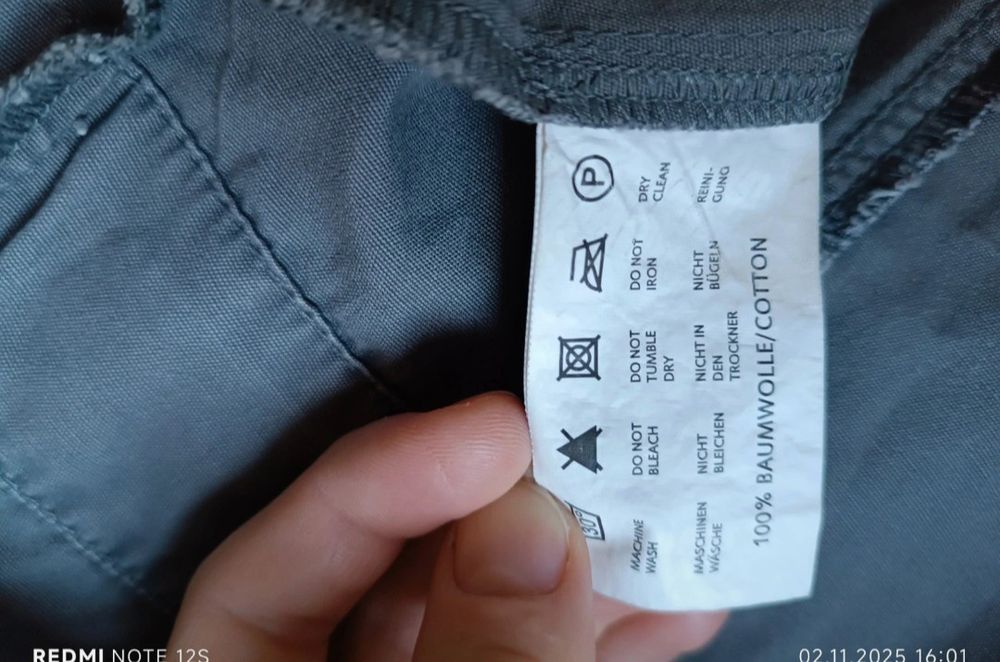 30°
P
MACHINE
WASH
DO NOT
BLEACH
DO NOT
TUMBLE
DRY
DO NOT
IRON
DRY
CLEAN
MASCHINEN
WÄSCHE
NICHT
BLEICHEN
NICHT IN
DEN
TROCKNER
NICHT
BÜGELN
REINI-
GUNG
100% BAUMWOLLE/COTTON
REDMI NOTE 12S
02.11.2025 16:01